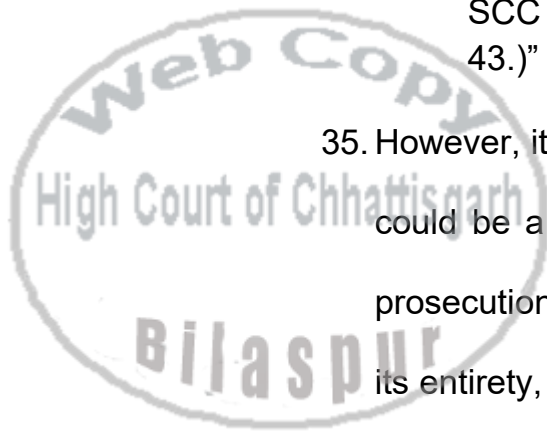 SCC
43.)”
Web Copy
35. However, it
High Court of Chhattisgarh
could be a
prosecution
Bilaspur
its entirety,